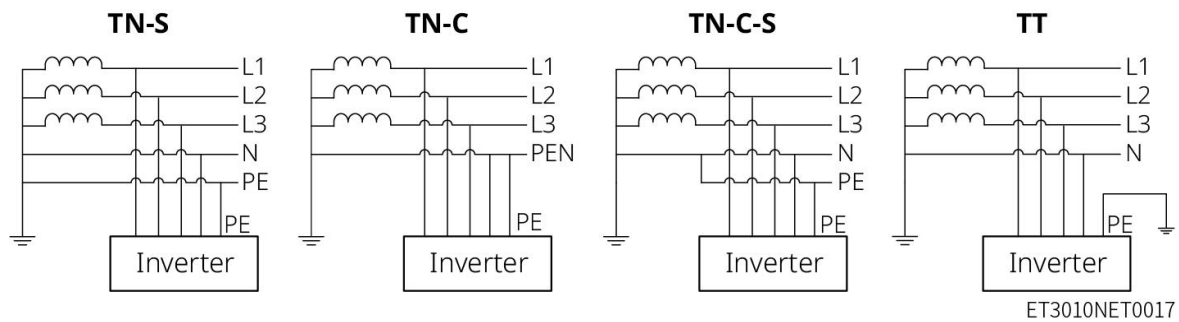 TN-S TN-C TN-C-S TT
L1 L1 L1 L1
L2 L2 L2 L2
L3 L3 L3 L3
N PEN N N
PE PE
PE PE PE PE
Inverter Inverter Inverter Inverter
ET3010NET0017